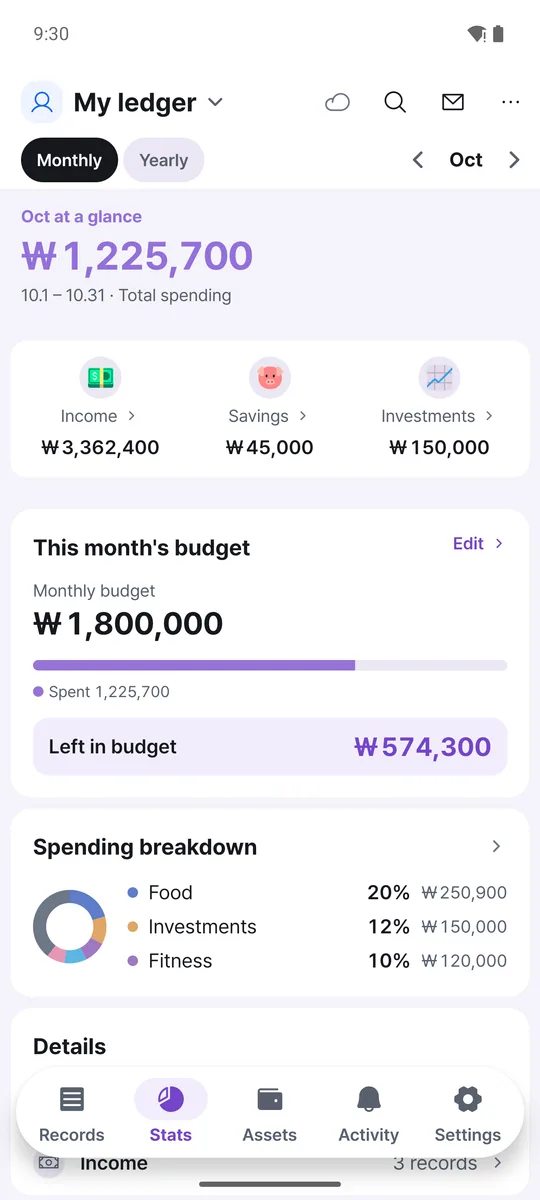 9:30
My ledger
Monthly Yearly Oct
Oct at a glance
₩1,225,700
10.1 – 10.31 · Total spending
Income Savings Investments
₩3,362,400 ₩45,000 ₩150,000
This month's budget Edit
Monthly budget
₩1,800,000
Spent 1,225,700
Left in budget ₩574,300
Spending breakdown
Food 20% ₩250,900
Investments 12% ₩150,000
Fitness 10% ₩120,000
Details
Records Stats Assets Activity Settings
Income 3 records